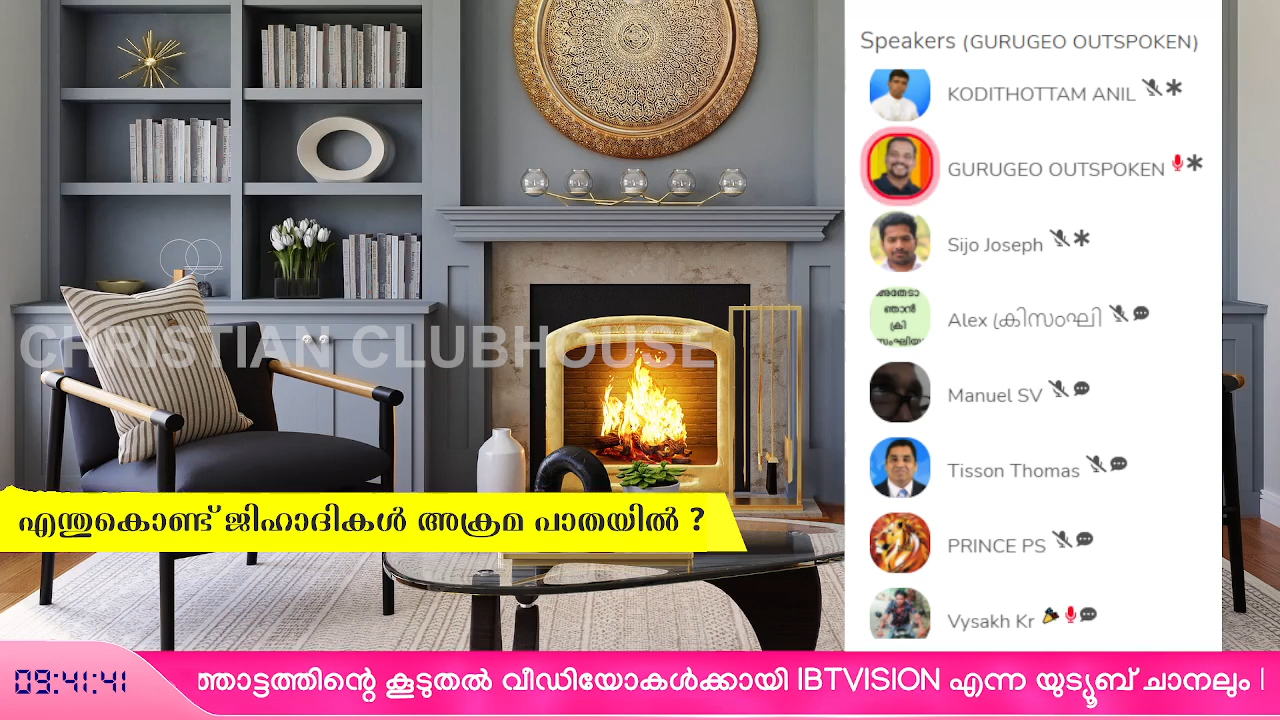 Speakers (GURUGEO OUTSPOKEN)
KODITHOTTAM ANIL
GURUGEO OUTSPOKEN
Sijo Joseph
അതേടാ
ഞാൻ
ക്രി
Alex ക്രിസംഘി
Manuel SV
Tisson Thomas
PRINCE PS
Vysakh Kr
CHRISTIAN CLUBHOUSE
എന്തുകൊണ്ട് ജിഹാദികൾ അക്രമ പാതയിൽ ?
09:41:41
ത്തോട്ടത്തിന്റെ കൂടുതൽ വീഡിയോകൾക്കായി IBTVISION എന്ന യുട്യൂബ് ചാനലും